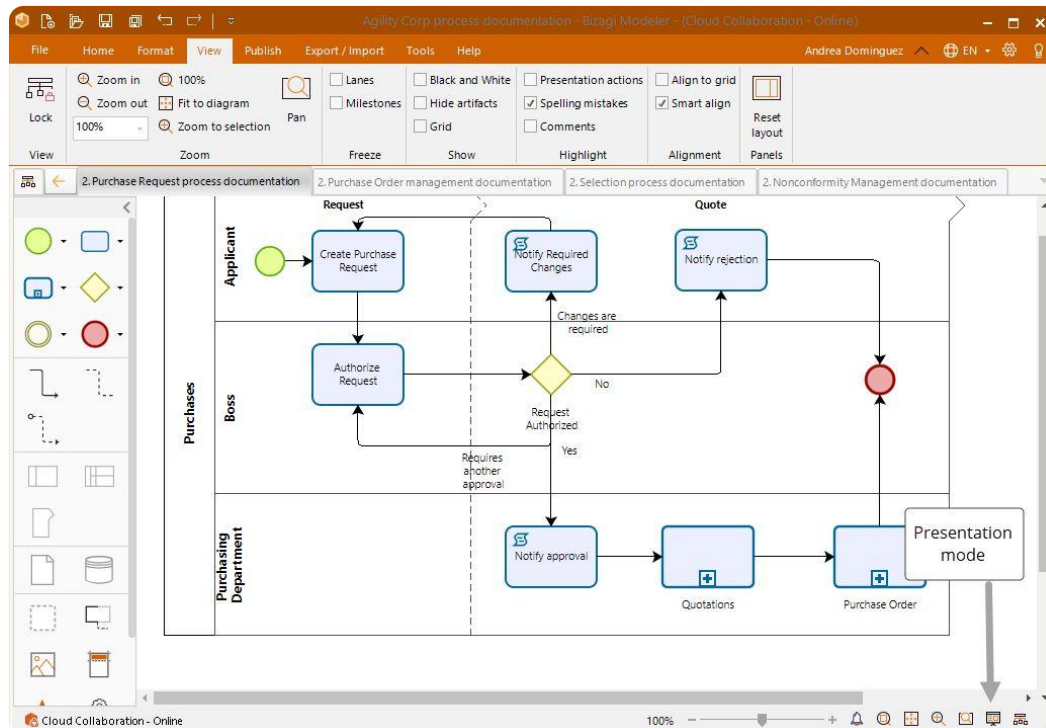 Agility Corp process documentation - Bizagi Modeler - (Cloud Collaboration - Online)
File Home Format View Publish Export / Import Tools Help Andrea Dominguez EN
Lock
View
Zoom in 100%
Zoom out Fit to diagram
100% Zoom to selection
Pan
Zoom
Lanes
Milestones
Freeze
Black and White
Hide artifacts
Grid
Show
Presentation actions
Spelling mistakes
Comments
Highlight
Align to grid
Smart align
Alignment
Reset
layout
Panels
2. Purchase Request process documentation 2. Purchase Order management documentation 2. Selection process documentation 2. Nonconformity Management documentation
Request Quote
Purchases
Applicant
Create Purchase
Request
Notify Required
Changes
Notify rejection
Changes are
required
Boss
Authorize
Request
No
Request
Authorized
Yes
Requires
another
approval
Purchasing
Department
Notify approval
Quotations
Purchase Order
Presentation
mode
Cloud Collaboration - Online 100%